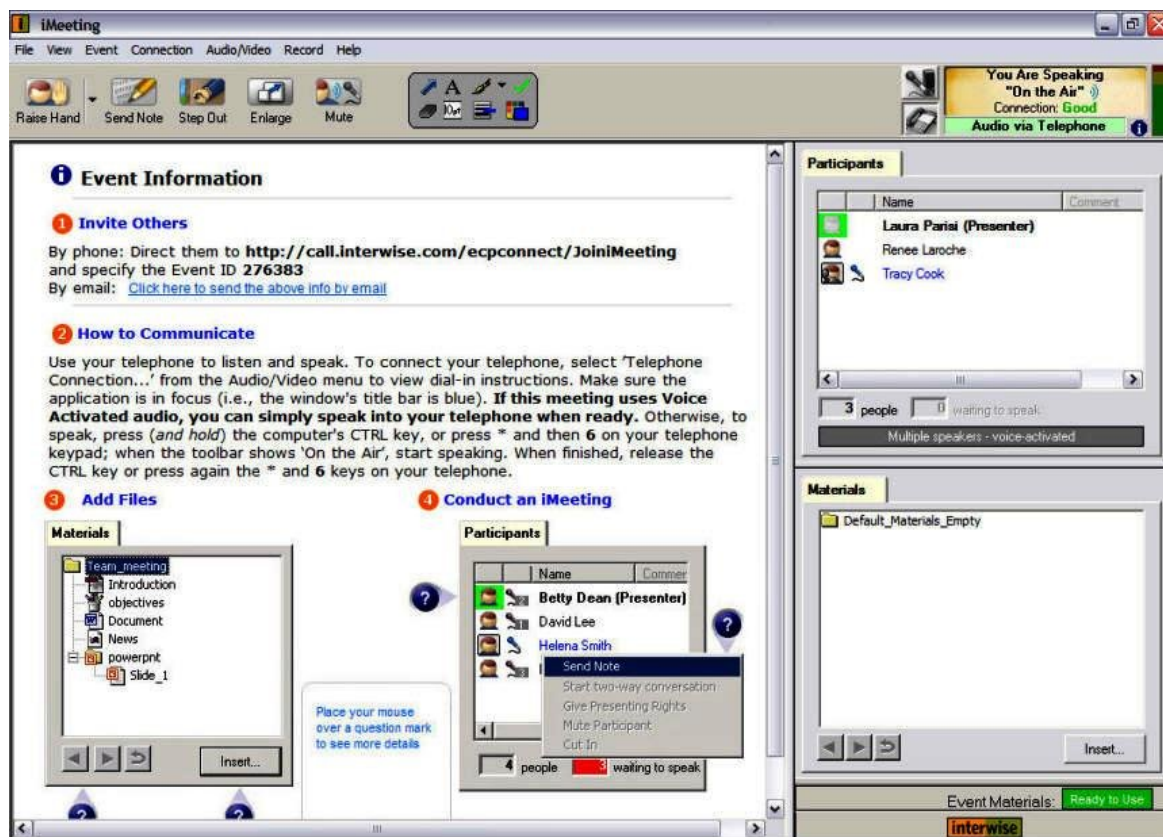 iMeeting
File View Event Connection Audio/Video Record Help
Raise Hand Send Note Step Out Enlarge Mute
A
10pt
You Are Speaking
"On the Air"
Connection: Good
Audio via Telephone
Event Information
1 Invite Others
By phone: Direct them to http://call.interwise.com/ecpconnect/JoiniMeeting
and specify the Event ID 276383
By email: Click here to send the above info by email
2 How to Communicate
Use your telephone to listen and speak. To connect your telephone, select 'Telephone
Connection...' from the Audio/Video menu to view dial-in instructions. Make sure the
application is in focus (i.e., the window's title bar is blue). If this meeting uses Voice
Activated audio, you can simply speak into your telephone when ready. Otherwise, to
speak, press (and hold) the computer's CTRL key, or press * and then 6 on your telephone
keypad; when the toolbar shows 'On the Air', start speaking. When finished, release the
CTRL key or press again the * and 6 keys on your telephone.
3 Add Files
Materials
Team_meeting
Introduction
objectives
Document
News
powerpnt
Slide_1
Insert...
Place your mouse
over a question mark
to see more details
4 Conduct an iMeeting
Participants
Name Commer
Betty Dean (Presenter)
David Lee
Helena Smith
Send Note
Start two-way conversation
Give Presenting Rights
Mute Participant
Cut In
4 people 3 waiting to speak
Participants
Name Comment
Laura Parisi (Presenter)
Renee Laroche
Tracy Cook
3 people 0 waiting to speak
Multiple speakers - voice-activated
Materials
Default_Materials_Empty
Insert...
Event Materials: Ready to Use
interwise